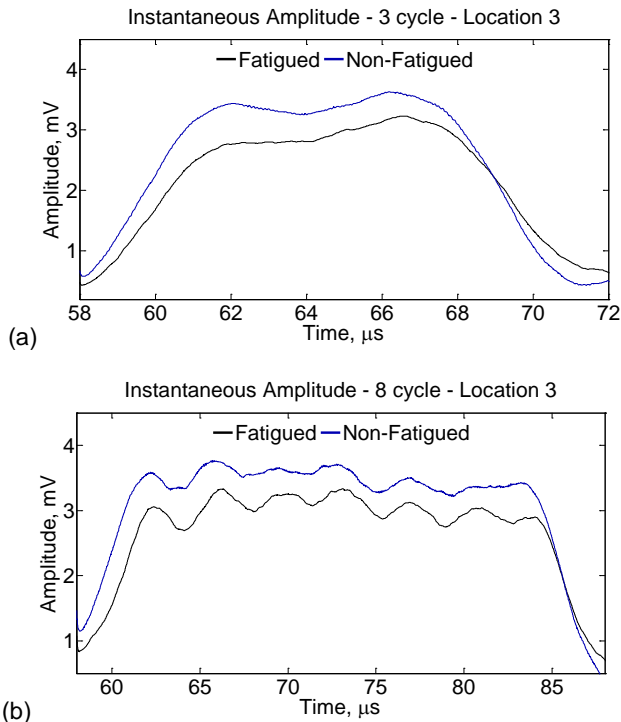 Instantaneous Amplitude - 3 cycle - Location 3
Fatigued Non-Fatigued
4
3
2
1
Amplitude, mV
58 60 62 64 66 68 70 72
Time, μs
(a)
Instantaneous Amplitude - 8 cycle - Location 3
Fatigued Non-Fatigued
4
3
2
1
Amplitude, mV
60 65 70 75 80 85
Time, μs
(b)